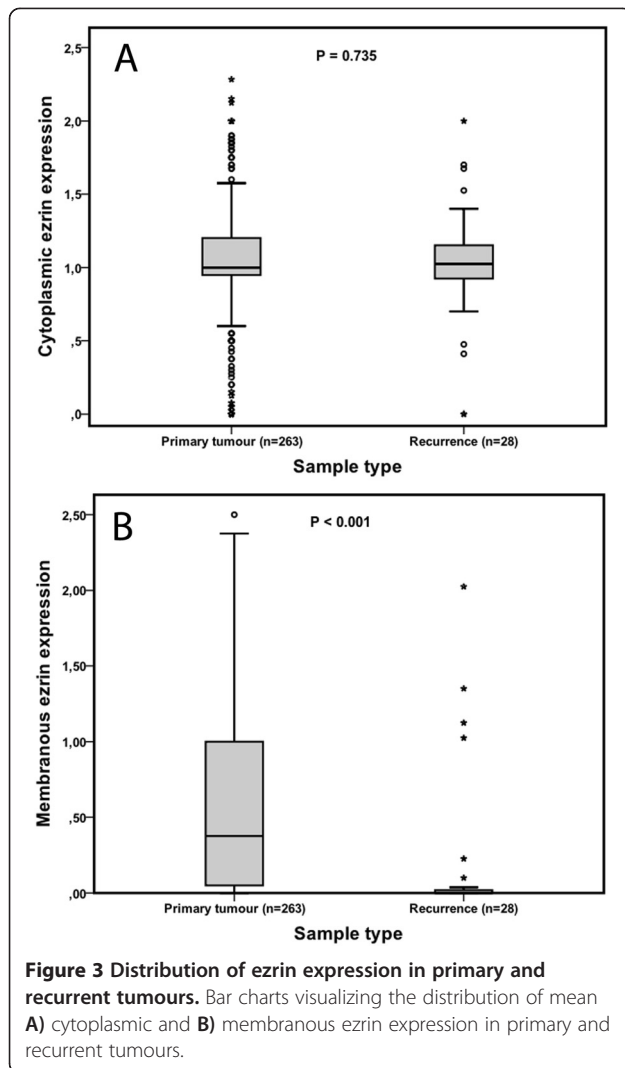 A
P = 0.735
2,5
2,0
1,5
1,0
,5
,0
Cytoplasmic ezrin expression
Primary tumour (n=263)
Recurrence (n=28)
Sample type
B
P < 0.001
2,50
2,00
1,50
1,00
,50
,00
Membranous ezrin expression
Primary tumour (n=263)
Recurrence (n=28)
Sample type
Figure 3 Distribution of ezrin expression in primary and
recurrent tumours. Bar charts visualizing the distribution of mean
A) cytoplasmic and B) membranous ezrin expression in primary and
recurrent tumours.